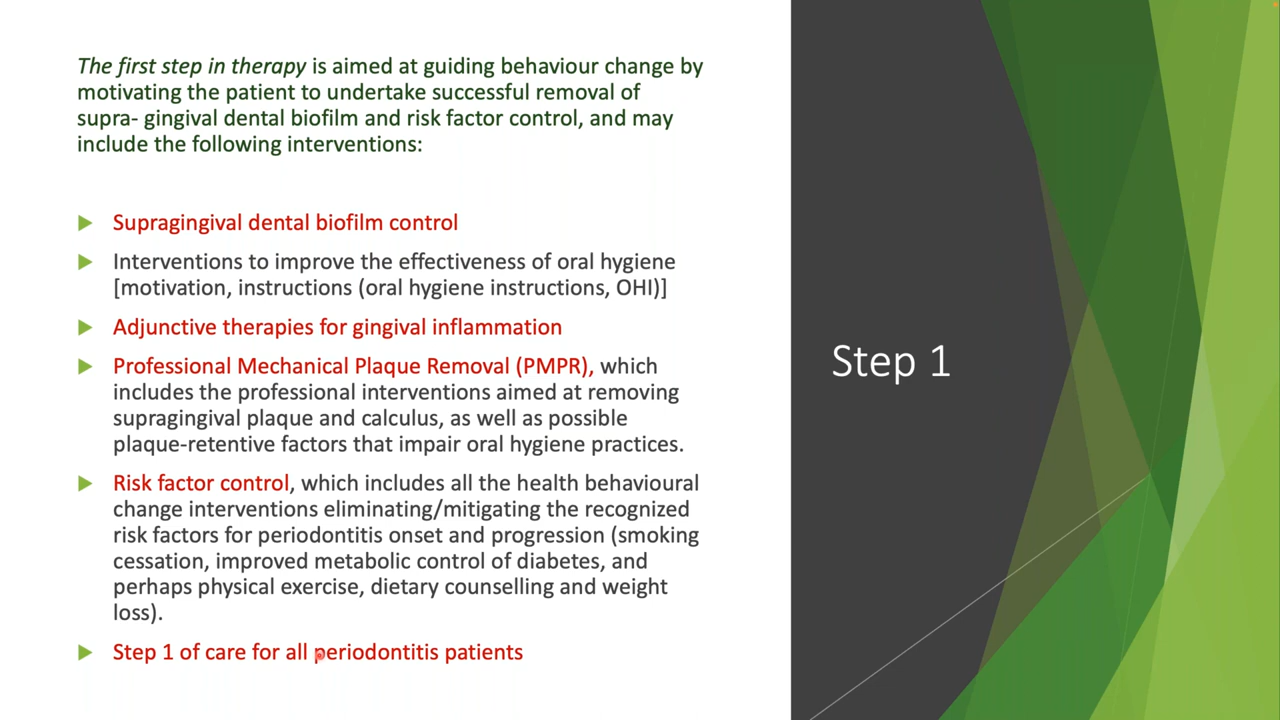 The first step in therapy is aimed at guiding behaviour change by
motivating the patient to undertake successful removal of
supra- gingival dental biofilm and risk factor control, and may
include the following interventions:
Supragingival dental biofilm control
Interventions to improve the effectiveness of oral hygiene
[motivation, instructions (oral hygiene instructions, OHI)]
Adjunctive therapies for gingival inflammation
Professional Mechanical Plaque Removal (PMPR), which
includes the professional interventions aimed at removing
supragingival plaque and calculus, as well as possible
plaque-retentive factors that impair oral hygiene practices.
Risk factor control, which includes all the health behavioural
change interventions eliminating/mitigating the recognized
risk factors for periodontitis onset and progression (smoking
cessation, improved metabolic control of diabetes, and
perhaps physical exercise, dietary counselling and weight
loss).
Step 1 of care for all periodontitis patients
Step 1